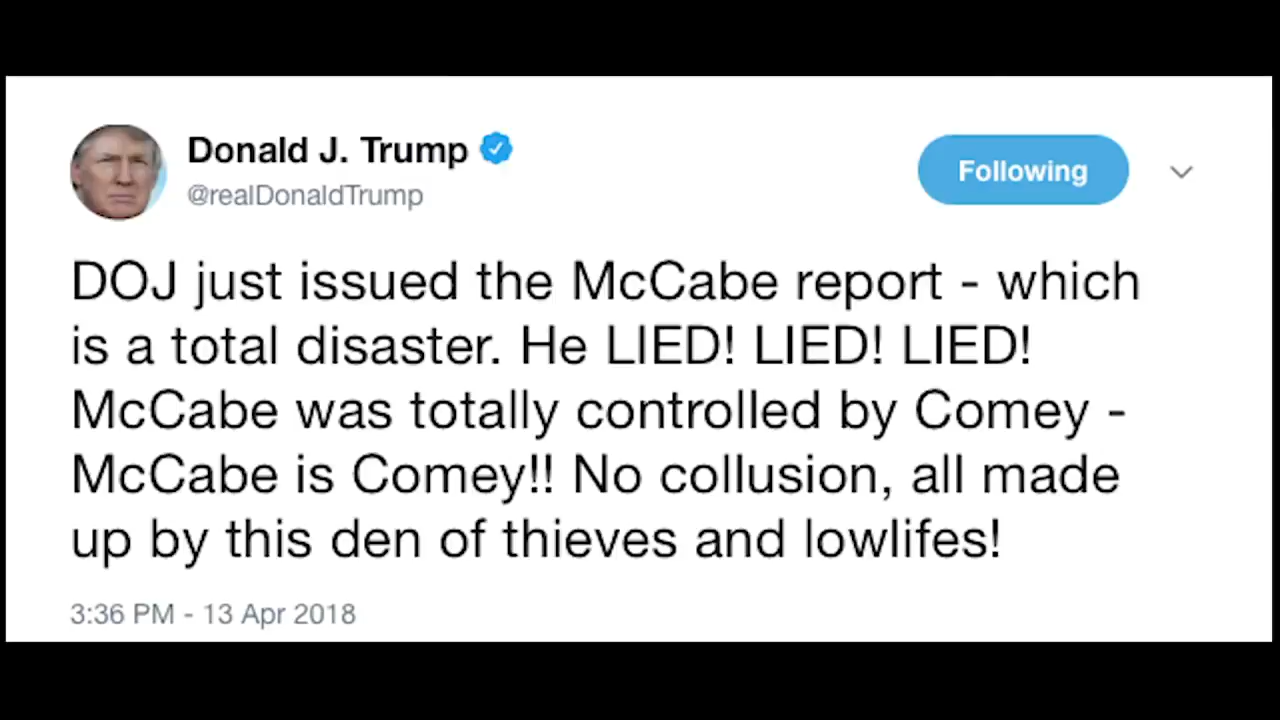 Donald J. Trump
@realDonaldTrump
Following
DOJ just issued the McCabe report - which
is a total disaster. He LIED! LIED! LIED!
McCabe was totally controlled by Comey -
McCabe is Comey!! No collusion, all made
up by this den of thieves and lowlifes!
3:36 PM - 13 Apr 2018